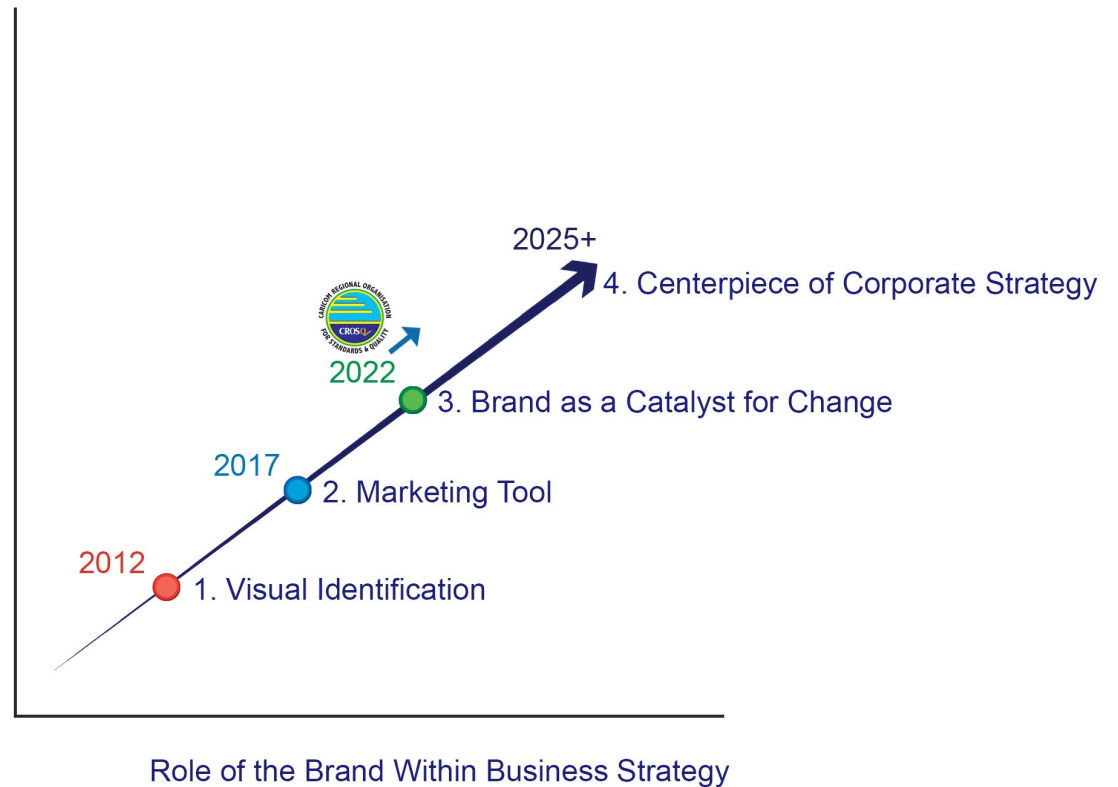 2025+
4. Centerpiece of Corporate Strategy
CARICOM REGIONAL ORGANISATION
CROSQ
FOR STANDARDS & QUALITY
2022
3. Brand as a Catalyst for Change
2017
2. Marketing Tool
2012
1. Visual Identification
Role of the Brand Within Business Strategy